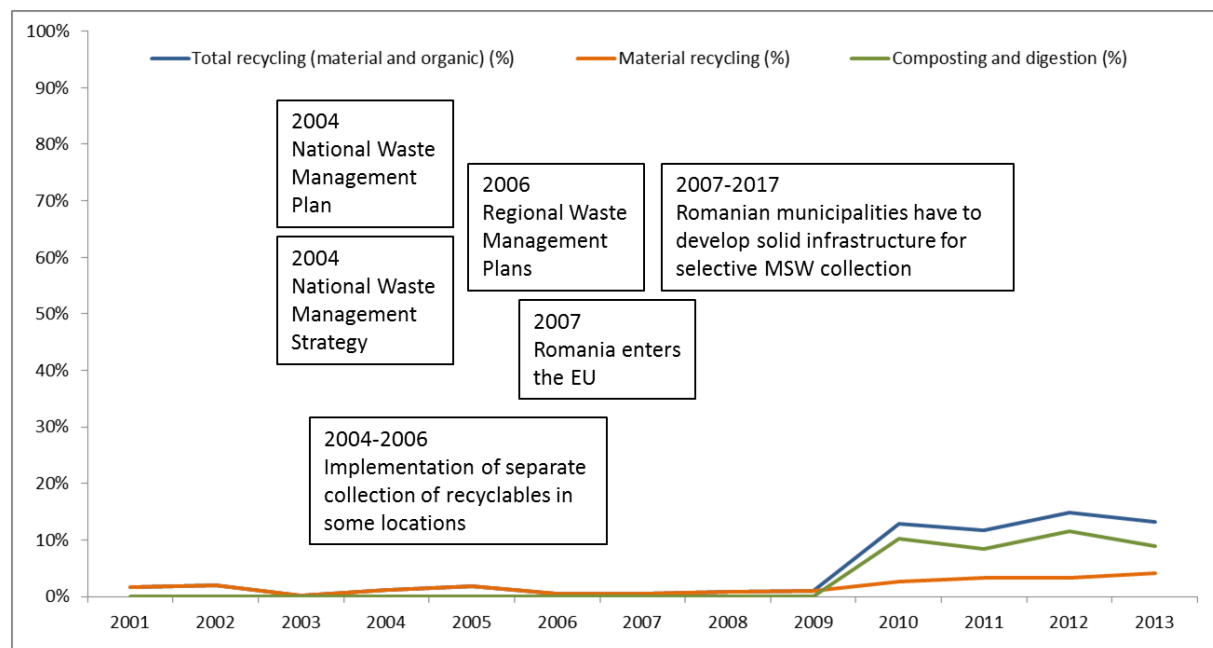 100%
Total recycling (material and organic) (%)
Material recycling (%)
Composting and digestion (%)
90%
80%
70%
60%
50%
40%
30%
20%
10%
0%
2004
National Waste
Management
Plan
2004
National Waste
Management
Strategy
2006
Regional Waste
Management
Plans
2007-2017
Romanian municipalities have to
develop solid infrastructure for
selective MSW collection
2007
Romania enters
the EU
2004-2006
Implementation of separate
collection of recyclables in
some locations
2001 2002 2003 2004 2005 2006 2007 2008 2009 2010 2011 2012 2013